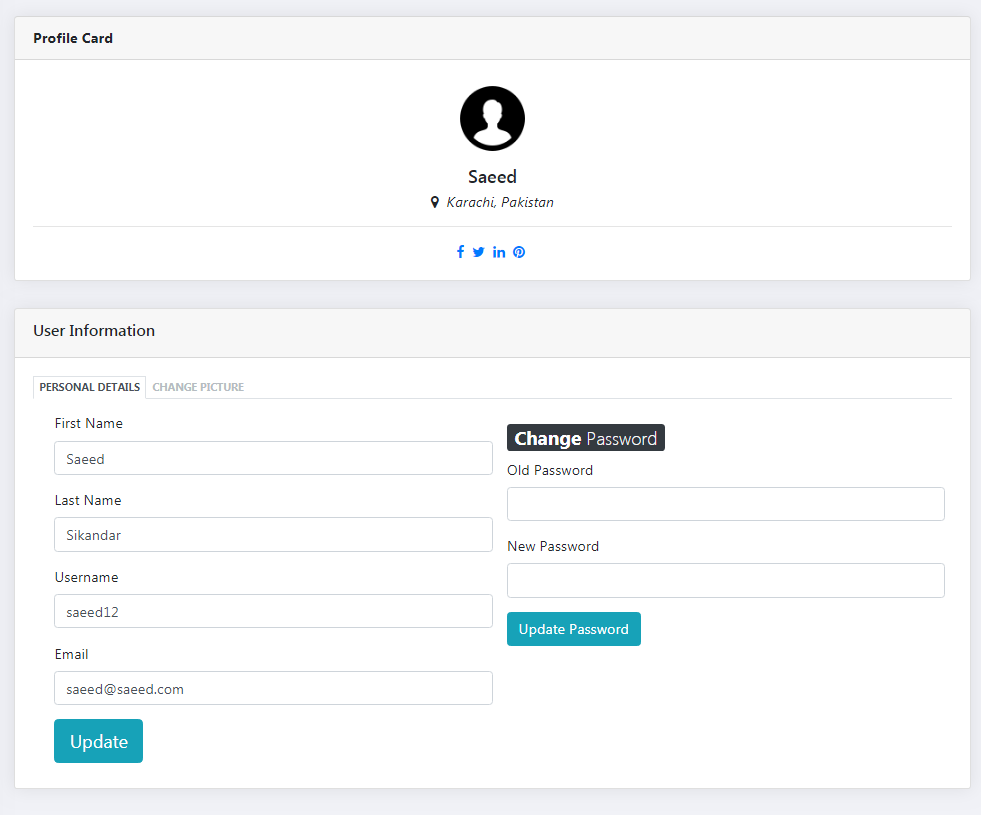 Profile Card
Saeed
Karachi, Pakistan
User Information
PERSONAL DETAILS CHANGE PICTURE
First Name
Saeed
Last Name
Sikandar
Username
saeed12
Email
saeed@saeed.com
Update
Change Password
Old Password
New Password
Update Password